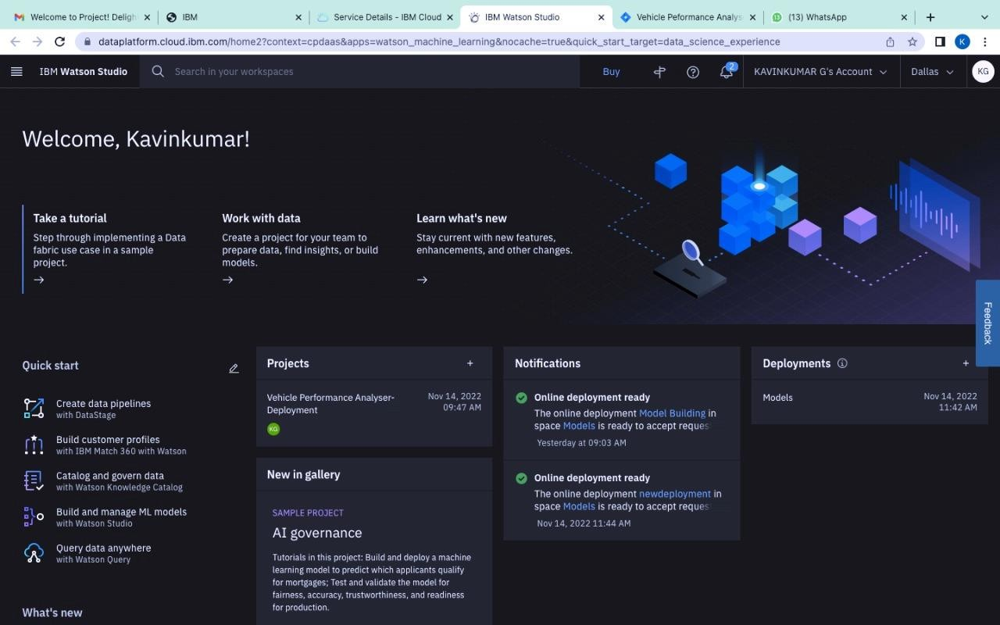 Welcome to Project! Deligh
IBM
Service Details - IBM Cloud
IBM Watson Studio
Vehicle Peformance Analys
(13) WhatsApp
dataplatform.cloud.ibm.com/home2?context=cpdaas&apps=watson_machine_learning&nocache=true&quick_start_target=data_science_experience
K
IBM Watson Studio
Search in your workspaces
Buy
2
KAVINKUMAR G's Account
Dallas
KG
Welcome, Kavinkumar!
Take a tutorial
Step through implementing a Data
fabric use case in a sample
project.
Work with data
Create a project for your team to
prepare data, find insights, or build
models.
Learn what's new
Stay current with new features,
enhancements, and other changes.
Feedback
Quick start
Create data pipelines
with DataStage
Build customer profiles
with IBM Match 360 with Watson
Catalog and govern data
with Watson Knowledge Catalog
Build and manage ML models
with Watson Studio
Query data anywhere
with Watson Query
What's new
Projects
Vehicle Performance Analyser-
Deployment
Nov 14, 2022
09:47 AM
KG
New in gallery
SAMPLE PROJECT
AI governance
Tutorials in this project: Build and deploy a machine
learning model to predict which applicants qualify
for mortgages; Test and validate the model for
fairness, accuracy, trustworthiness, and readiness
for production.
Notifications
Online deployment ready
The online deployment Model Building in
space Models is ready to accept reques
Yesterday at 09:03 AM
Online deployment ready
The online deployment newdeployment in
space Models is ready to accept reques
Nov 14, 2022 11:44 AM
Deployments
Models
Nov 14, 2022
11:42 AM